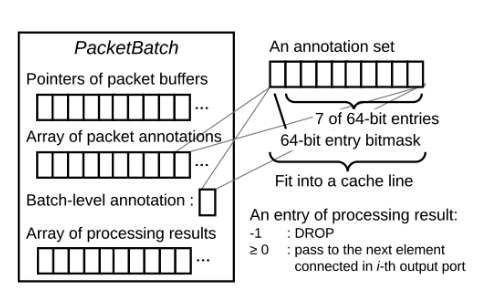 PacketBatch
Pointers of packet buffers
...
Array of packet annotations
...
Batch-level annotation :
Array of processing results
...
An annotation set
7 of 64-bit entries
64-bit entry bitmask
Fit into a cache line
An entry of processing result:
-1 : DROP
≥ 0 : pass to the next element
connected in i-th output port